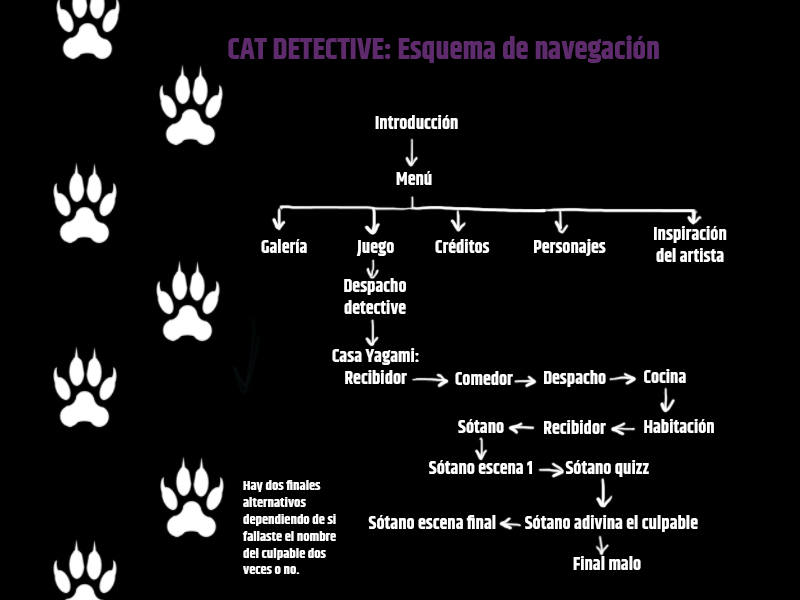 CAT DETECTIVE: Esquema de navegación
Introducción
Menú
Galería
Juego
Créditos
Personajes
Inspiración
del artista
Despacho
detective
Casa Yagami:
Recibidor
Comedor
Despacho
Cocina
Habitación
Recibidor
Sótano
Sótano escena 1
Sótano quizz
Sótano adivina el culpable
Sótano escena final
Final malo
Hay dos finales
alternativos
dependiendo de si
fallaste el nombre
del culpable dos
veces o no.